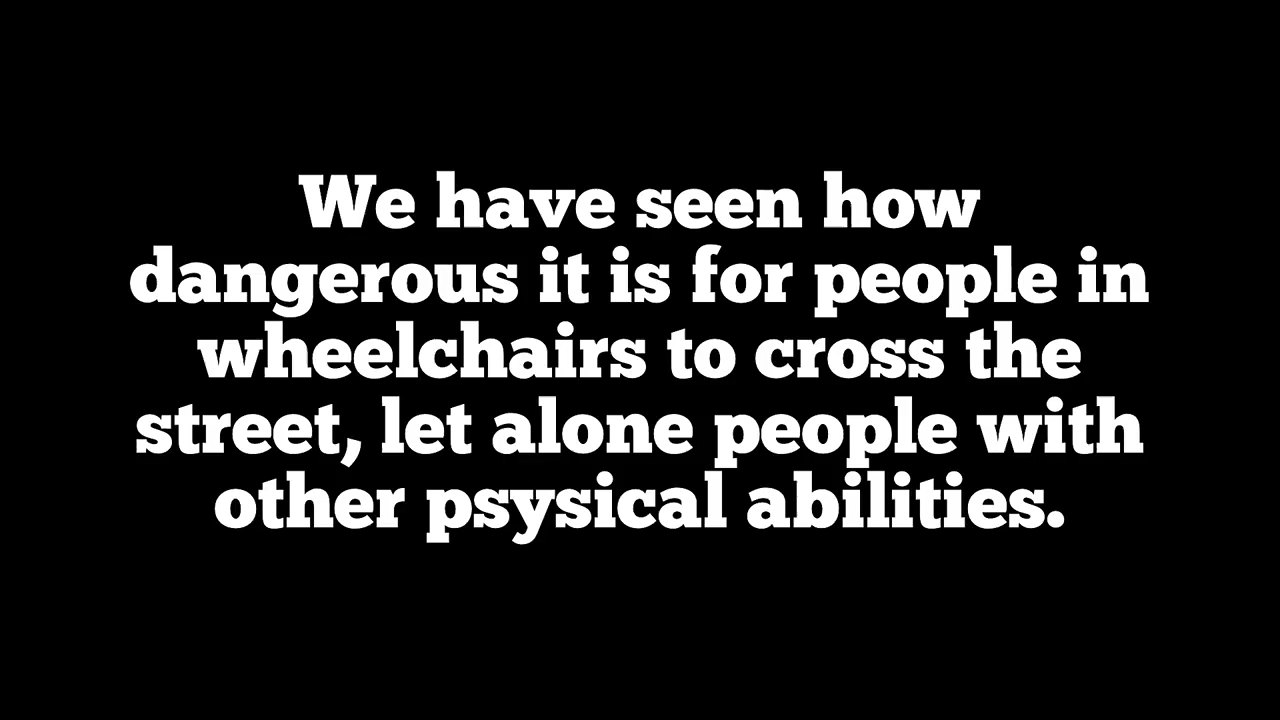 We have seen how
dangerous it is for people in
wheelchairs to cross the
street, let alone people with
other psysical abilities.